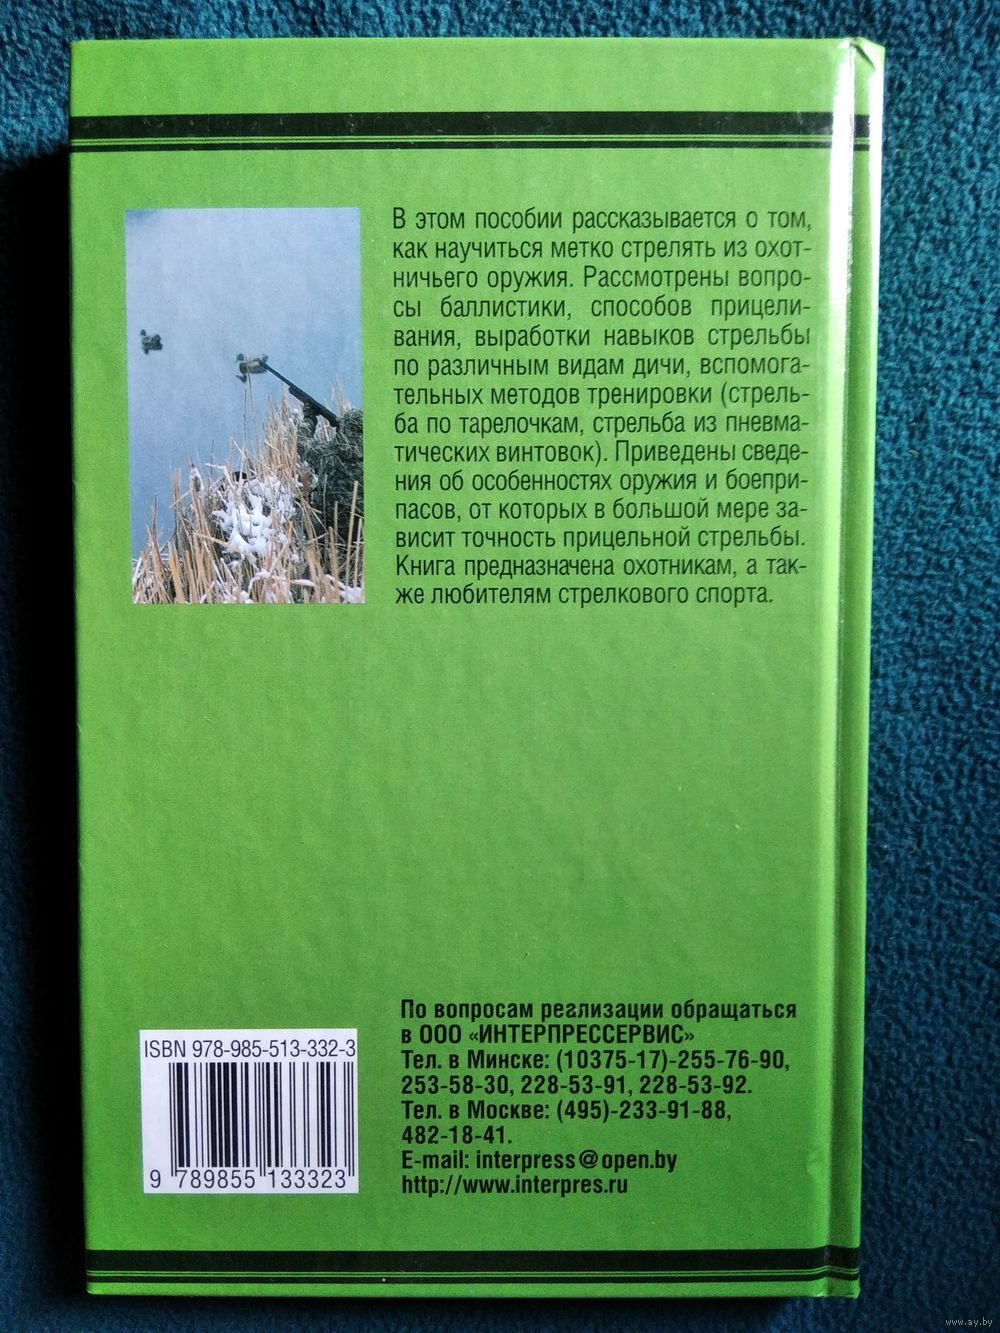 В этом пособии рассказывается о том,
как научиться метко стрелять из охот-
ничьего оружия. Рассмотрены вопро-
сы баллистики, способов прицели-
вания, выработки навыков стрельбы
по различным видам дичи, вспомога-
тельных методов тренировки (стрель-
ба по тарелочкам, стрельба из пневма-
тических винтовок). Приведены сведе-
ния об особенностях оружия и боепри-
пасов, от которых в большой мере за-
висит точность прицельной стрельбы.
Книга предназначена охотникам, а так-
же любителям стрелкового спорта.
По вопросам реализации обращаться
в ООО «ИНТЕРПРЕССЕРВИС»
Тел. в Минске: (10375-17)-255-76-90,
253-58-30, 228-53-91, 228-53-92.
Тел. в Москве: (495)-233-91-88,
482-18-41.
E-mail: interpress@open.by
http://www.interpres.ru
ISBN 978-985-513-332-3
9 789855 133323
www.ay.by